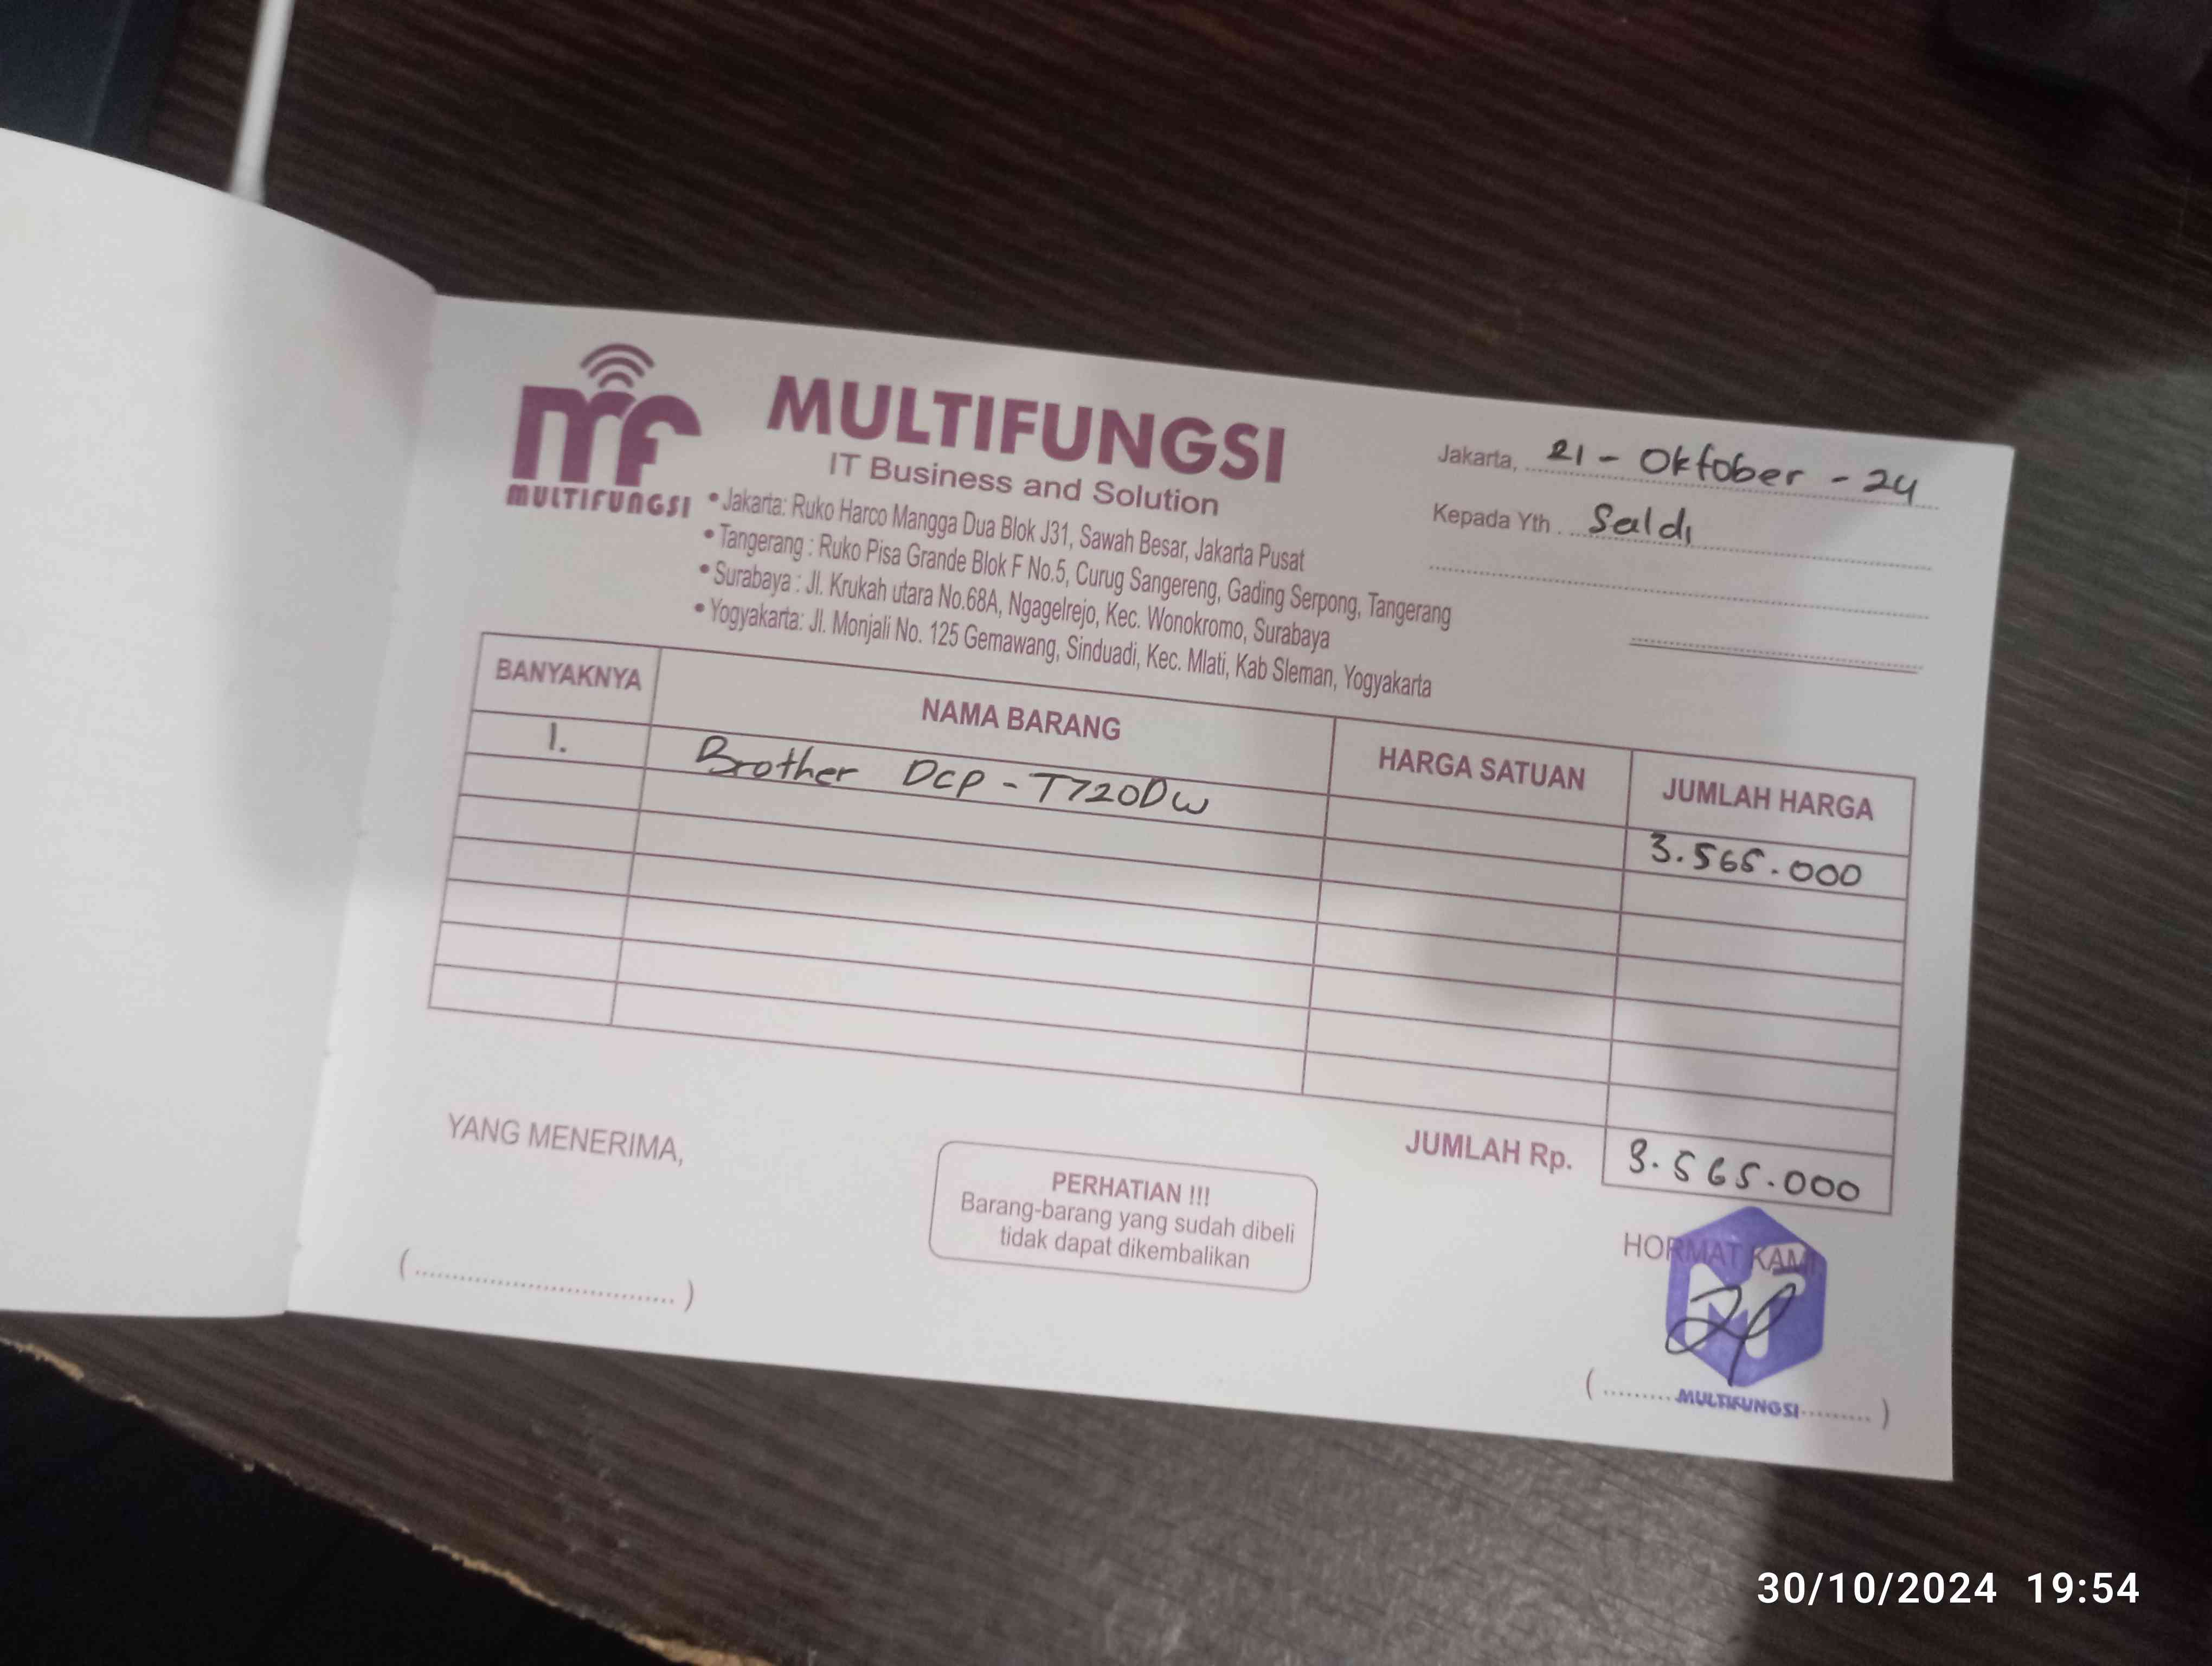 mf
MULTIFUNGSI
MULTIFUNGSI
IT Business and Solution
• Jakarta: Ruko Harco Mangga Dua Blok J31, Sawah Besar, Jakarta Pusat
• Tangerang : Ruko Pisa Grande Blok F No.5, Curug Sangereng, Gading Serpong, Tangerang
• Surabaya : Jl. Krukah utara No.68A, Ngagelrejo, Kec. Wonokromo, Surabaya
• Yogyakarta: Jl. Monjali No. 125 Gemawang, Sinduadi, Kec. Mlati, Kab Sleman, Yogyakarta
Jakarta, 21 - Oktober - 24
Kepada Yth . Saldi
BANYAKNYA NAMA BARANG HARGA SATUAN JUMLAH HARGA
1. Brother DCP - T720DW 3.565.000
JUMLAH Rp. 3.565.000
YANG MENERIMA,
PERHATIAN !!!
Barang-barang yang sudah dibeli
tidak dapat dikembalikan
HORMAT KAMI
MULTIFUNGSI
30/10/2024 19:54